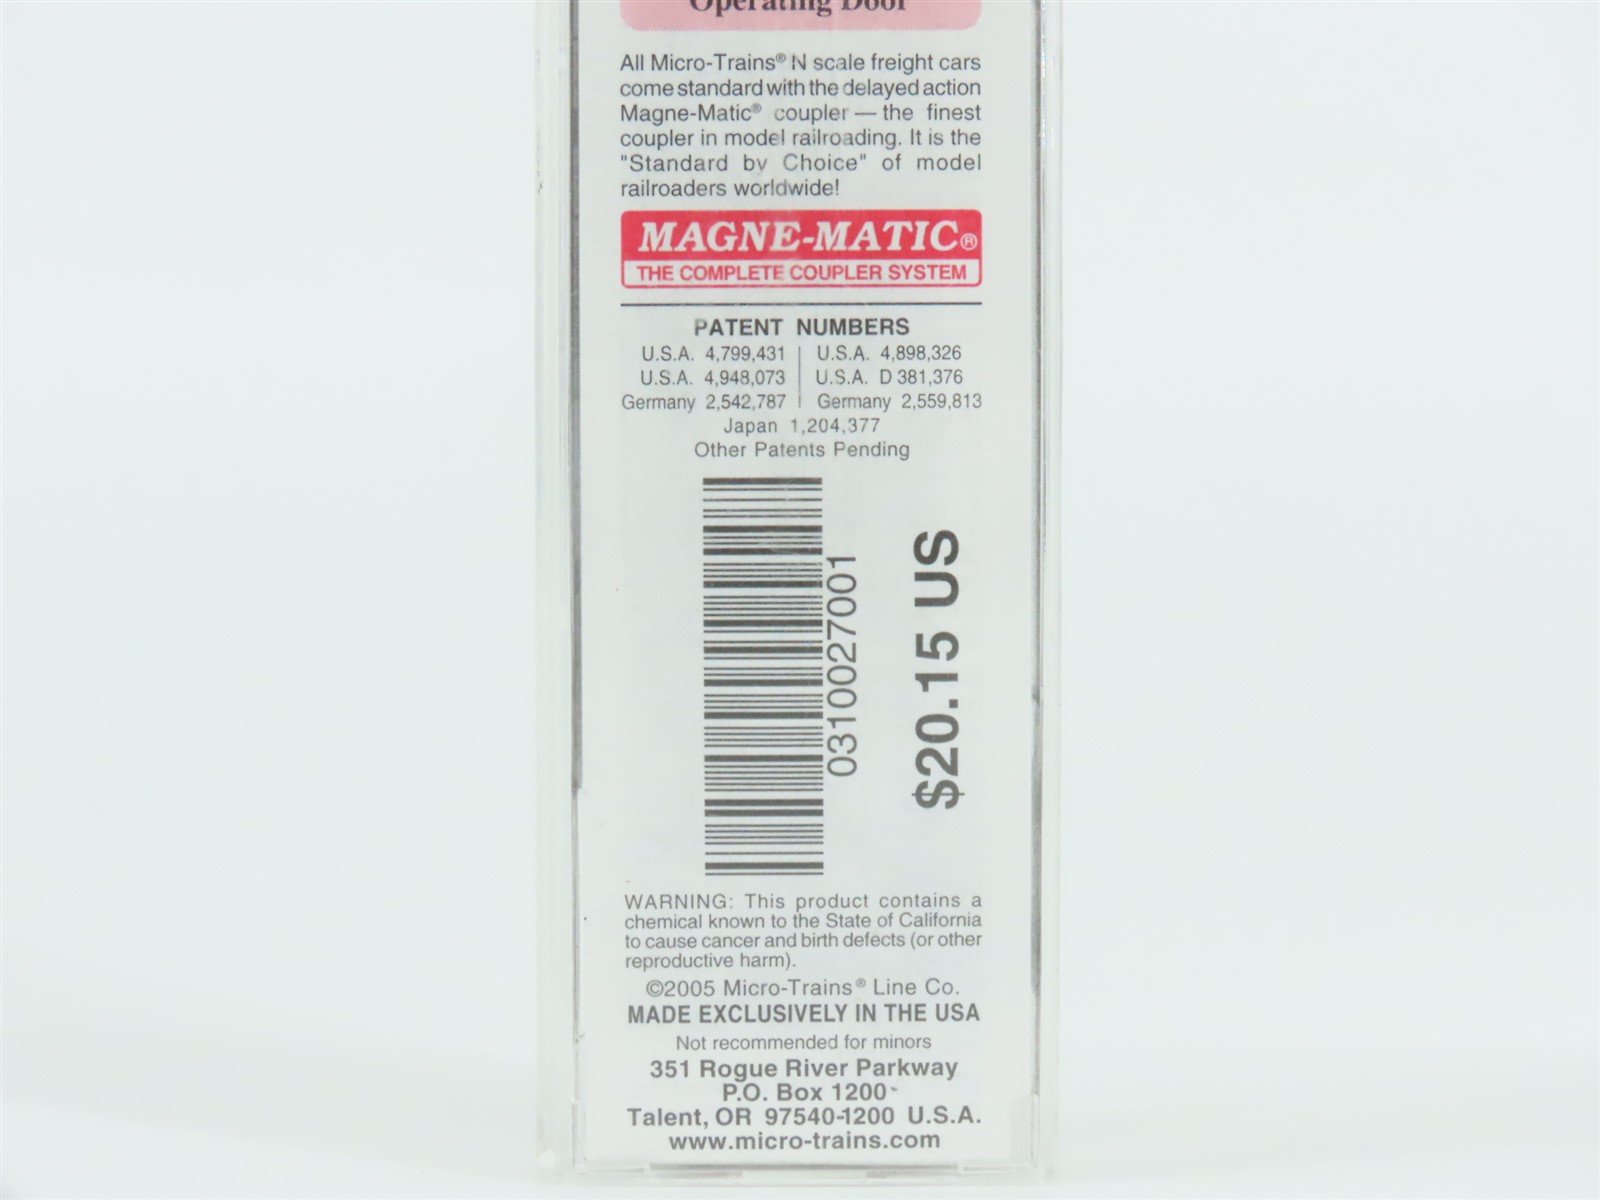 Operating Door
All Micro-Trains® N scale freight cars
come standard with the delayed action
Magne-Matic® coupler — the finest
coupler in model railroading. It is the
"Standard by Choice" of model
railroaders worldwide!
MAGNE-MATIC®
THE COMPLETE COUPLER SYSTEM
PATENT NUMBERS
U.S.A. 4,799,431 | U.S.A. 4,898,326
U.S.A. 4,948,073 | U.S.A. D 381,376
Germany 2,542,787 | Germany 2,559,813
Japan 1,204,377
Other Patents Pending
0310027001
$20.15 US
WARNING: This product contains a
chemical known to the State of California
to cause cancer and birth defects (or other
reproductive harm).
©2005 Micro-Trains® Line Co.
MADE EXCLUSIVELY IN THE USA
Not recommended for minors
351 Rogue River Parkway
P.O. Box 1200
Talent, OR 97540-1200 U.S.A.
www.micro-trains.com